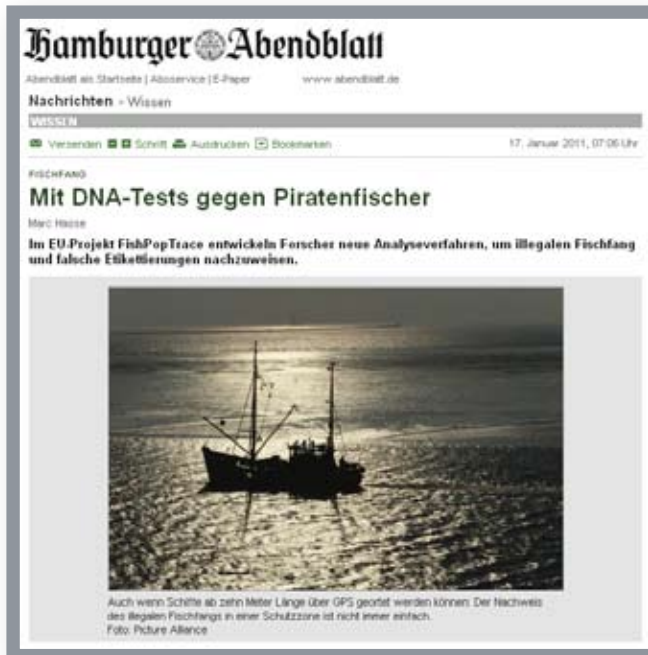 Hamburger Abendblatt
Abendblatt als Startseite | Aboservice | E-Paper www.abendblatt.de
Nachrichten » Wissen
WISSEN
Versenden Schrift Ausdrucken Bookmarken 17. Januar 2011, 07:06 Uhr
FISCHFANG
Mit DNA-Tests gegen Piratenfischer
Marc Hasse
Im EU-Projekt FishPopTrace entwickeln Forscher neue Analyseverfahren, um illegalen Fischfang
und falsche Etikettierungen nachzuweisen.
Auch wenn Schiffe ab zehn Meter Länge über GPS geortet werden können: Der Nachweis
des illegalen Fischfangs in einer Schutzzone ist nicht immer einfach.
Foto: Picture Alliance